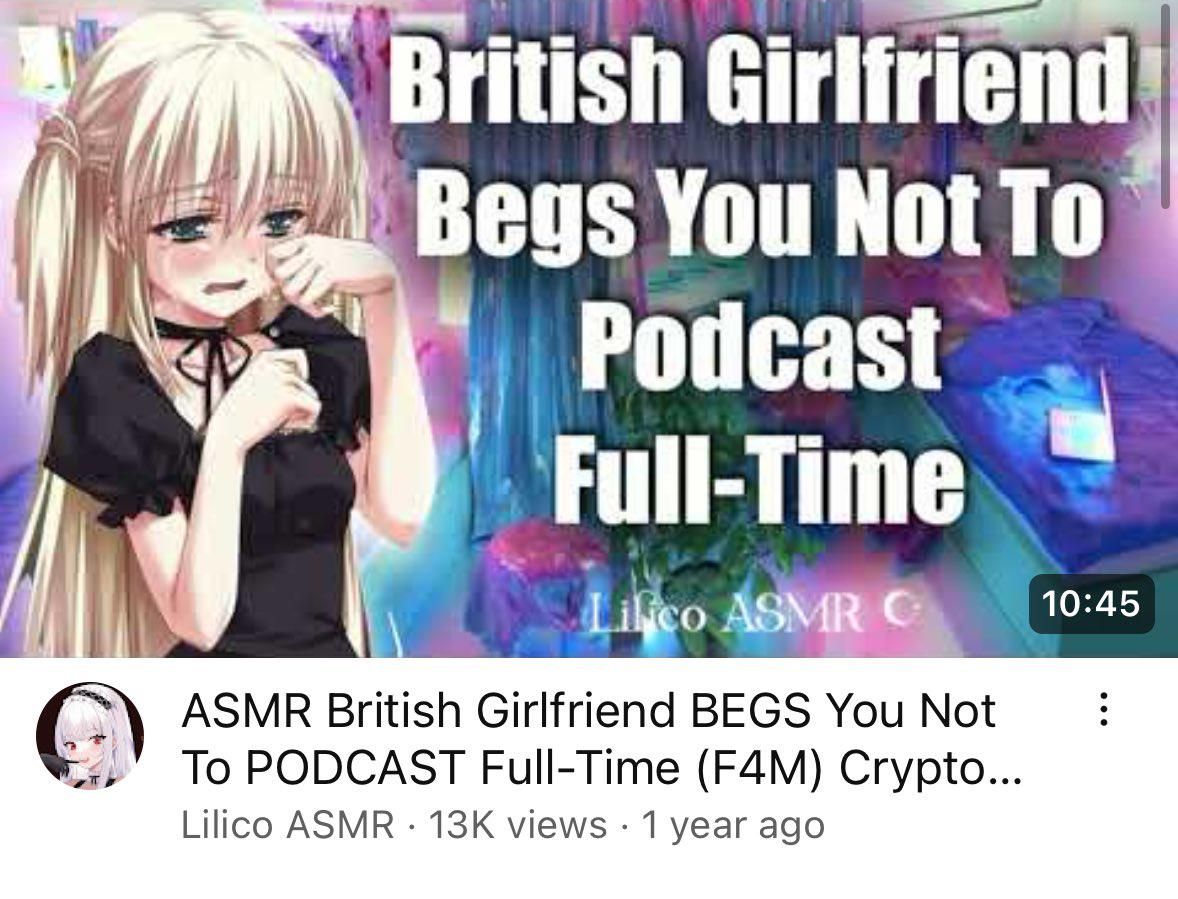 British Girlfriend
Begs You Not To
Podcast
Full-Time
Lilico ASMR
10:45
ASMR British Girlfriend BEGS You Not
To PODCAST Full-Time (F4M) Crypto...
Lilico ASMR · 13K views · 1 year ago